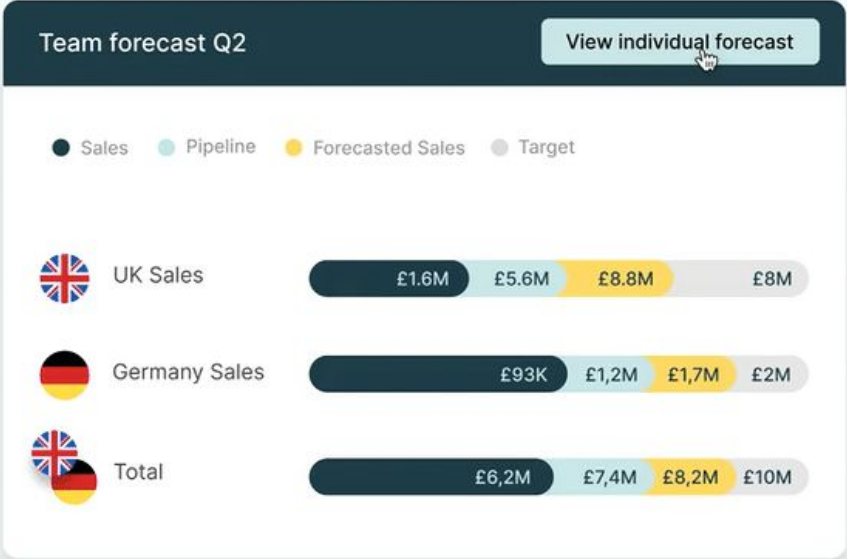 Team forecast Q2 View individual forecast
Sales Pipeline Forecasted Sales Target
UK Sales £1.6M £5.6M £8.8M £8M
Germany Sales £93K £1,2M £1,7M £2M
Total £6,2M £7,4M £8,2M £10M